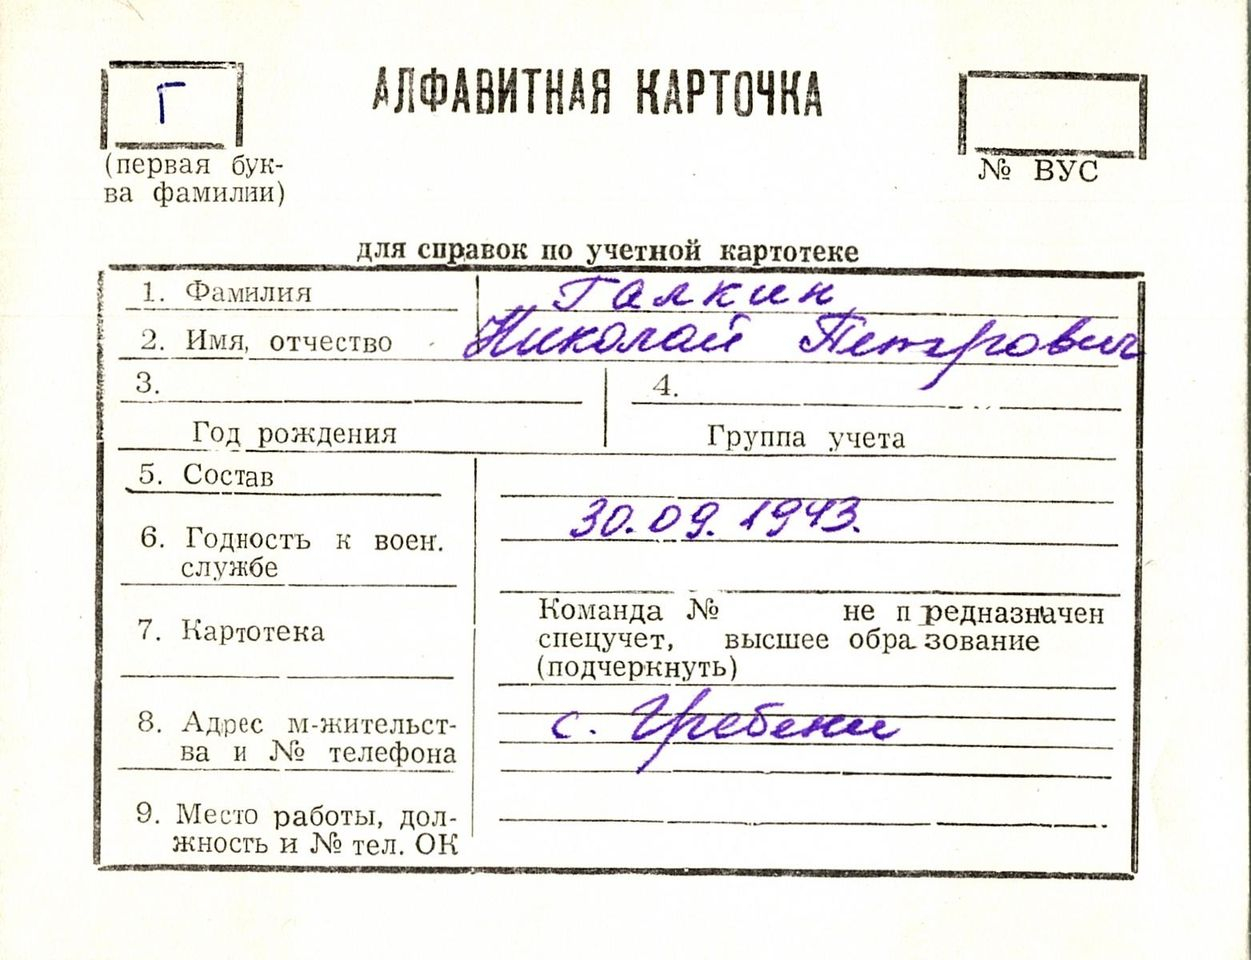 Г
АЛФАВИТНАЯ КАРТОЧКА
(первая бук-
ва фамилии)
№ ВУС
для справок по учетной картотеке
1. Фамилия Галкин
2. Имя, отчество Николай Петрович
3. 4.
Год рождения Группа учета
5. Состав
30.09.1943.
6. Годность к воен.
службе
7. Картотека
Команда № не предназначен
спецучет, высшее образование
(подчеркнуть)
8. Адрес м-жительст-
ва и № телефона
с. Гребени
9. Место работы, дол-
жность и № тел. ОК